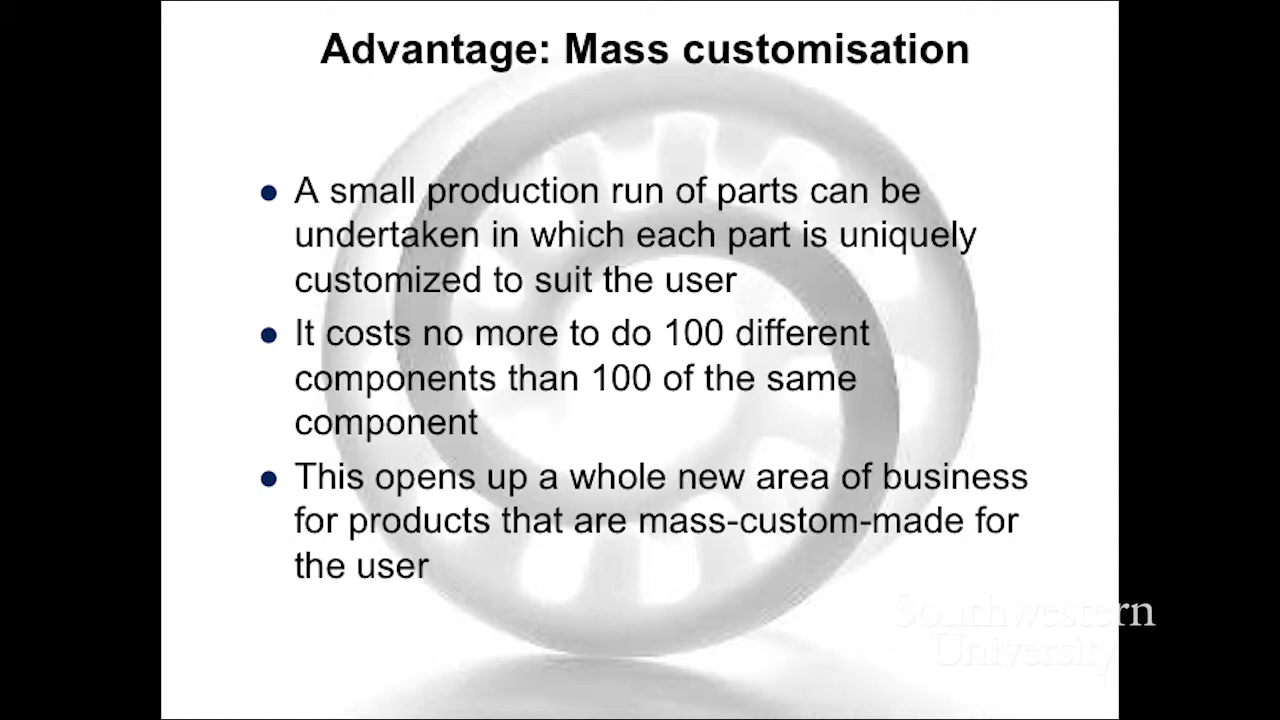 Advantage: Mass customisation
● A small production run of parts can be
undertaken in which each part is uniquely
customized to suit the user
● It costs no more to do 100 different
components than 100 of the same
component
● This opens up a whole new area of business
for products that are mass-custom-made for
the user
Southwestern
University